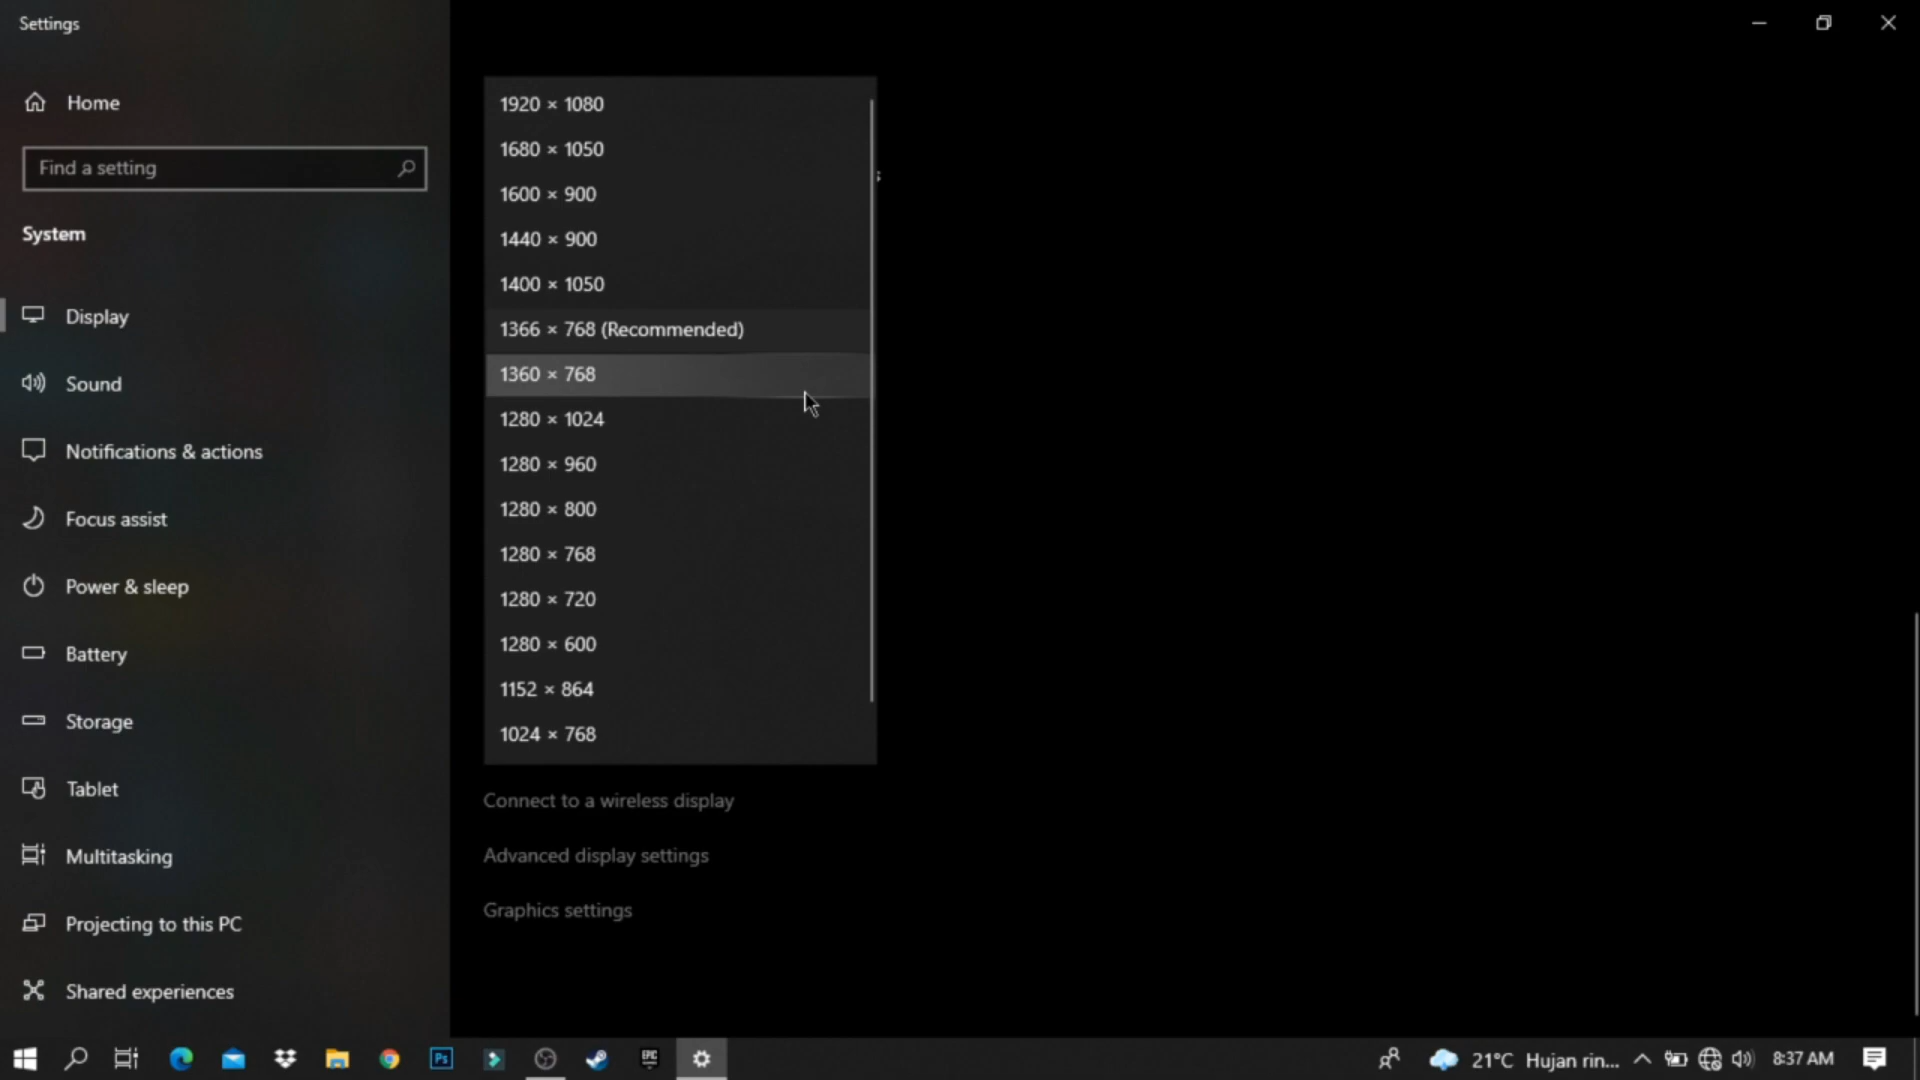 Settings
Home
Find a setting
System
Display
Sound
Notifications & actions
Focus assist
Power & sleep
Battery
Storage
Tablet
Multitasking
Projecting to this PC
Shared experiences
1920 × 1080
1680 × 1050
1600 × 900
1440 × 900
1400 × 1050
1366 × 768 (Recommended)
1360 × 768
1280 × 1024
1280 × 960
1280 × 800
1280 × 768
1280 × 720
1280 × 600
1152 × 864
1024 × 768
Connect to a wireless display
Advanced display settings
Graphics settings
Ps
EPIC
21°C Hujan rin...
8:37 AM